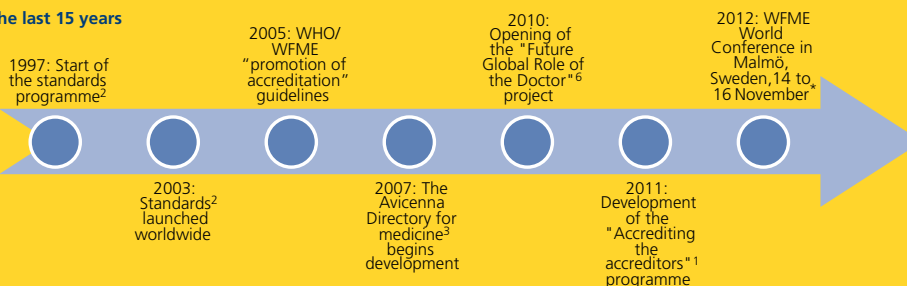 he last 15 years
1997: Start of
the standards
programme²
2003:
Standards²
launched
worldwide
2005: WHO/
WFME
“promotion of
accreditation”
guidelines
2007: The
Avicenna
Directory for
medicine³
begins
development
2010:
Opening of
the "Future
Global Role of
the Doctor"⁶
project
2011:
Development
of the
"Accrediting
the
accreditors"¹
programme
2012: WFME
World
Conference in
Malmö,
Sweden,14 to
16 November*